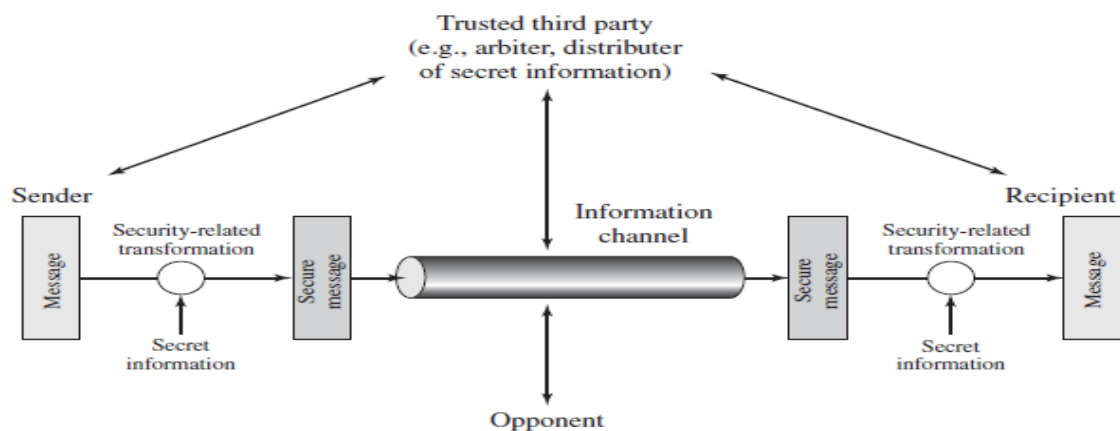 Trusted third party
(e.g., arbiter, distributer
of secret information)
Sender
Recipient
Message
Security-related
transformation
Secret
information
Secure
message
Information
channel
Secure
message
Security-related
transformation
Secret
information
Message
Opponent